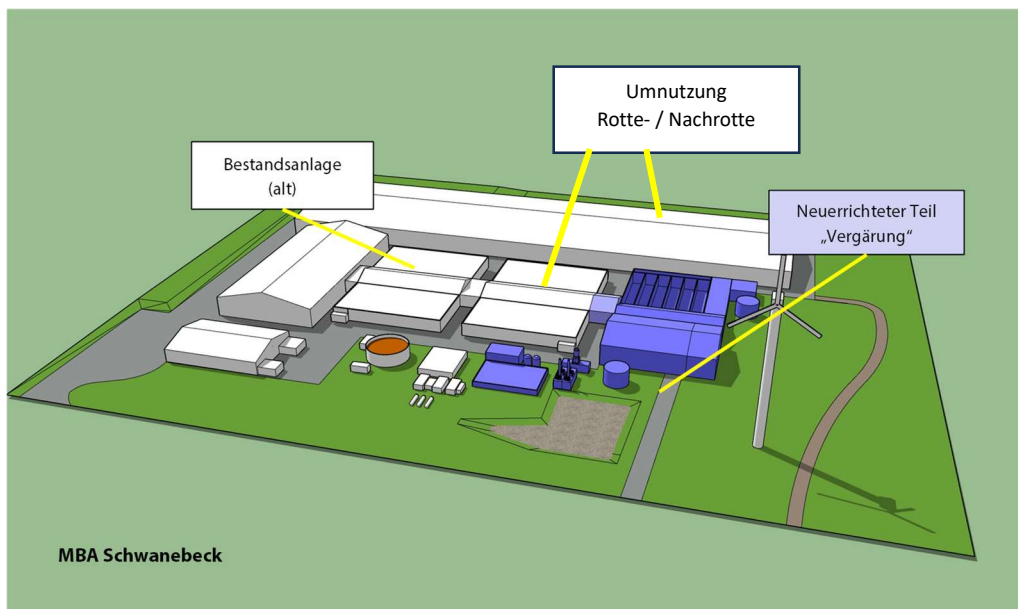 Umnutzung
Rotte- / Nachrotte
Bestandsanlage
(alt)
Neuerrichteter Teil
„Vergärung“
MBA Schwanebeck